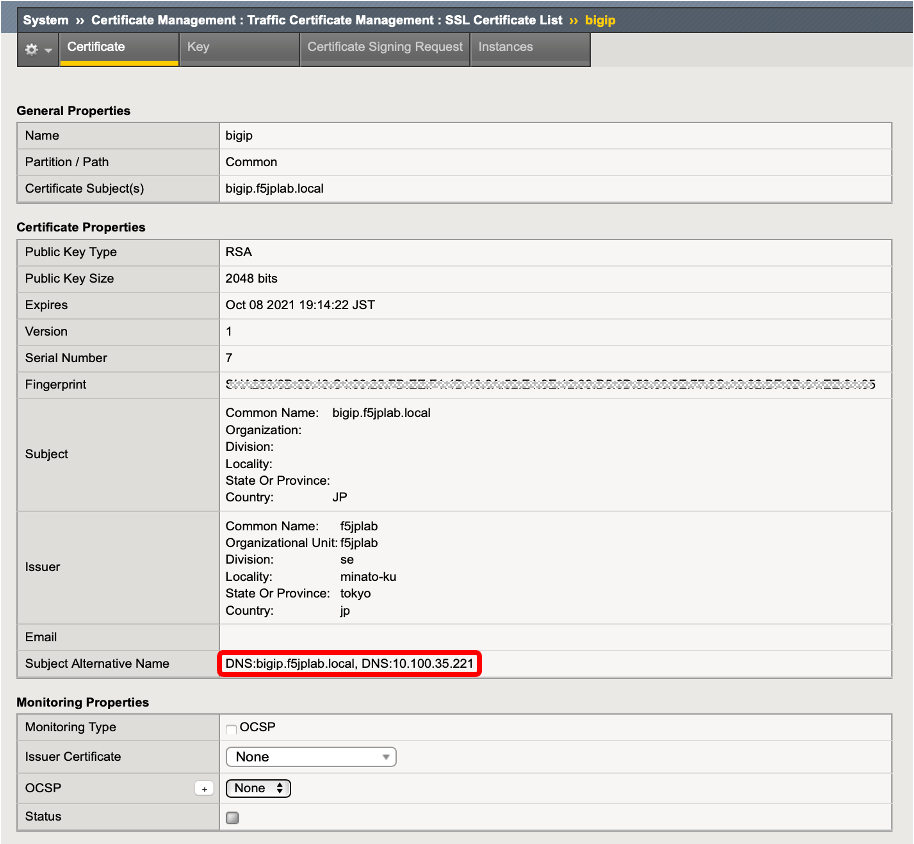 System ›› Certificate Management : Traffic Certificate Management : SSL Certificate List ›› bigip
Certificate Key Certificate Signing Request Instances
General Properties
Name bigip
Partition / Path Common
Certificate Subject(s) bigip.f5jplab.local
Certificate Properties
Public Key Type RSA
Public Key Size 2048 bits
Expires Oct 08 2021 19:14:22 JST
Version 1
Serial Number 7
Fingerprint
Subject
Common Name: bigip.f5jplab.local
Organization:
Division:
Locality:
State Or Province:
Country: JP
Issuer
Common Name: f5jplab
Organizational Unit: f5jplab
Division: se
Locality: minato-ku
State Or Province: tokyo
Country: jp
Email
Subject Alternative Name DNS:bigip.f5jplab.local, DNS:10.100.35.221
Monitoring Properties
Monitoring Type OCSP
Issuer Certificate None
OCSP + None
Status